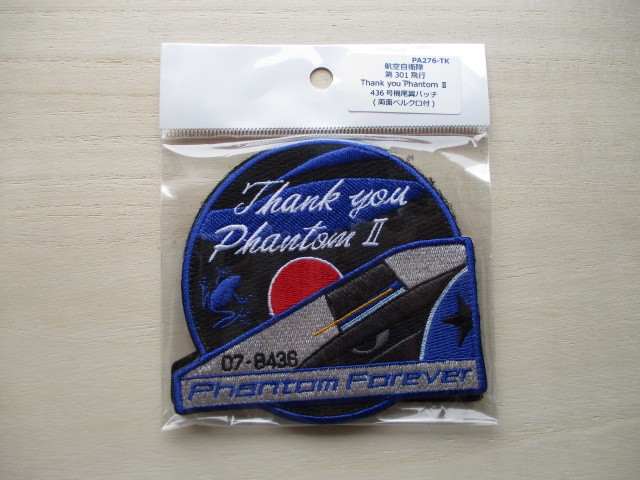 PA276-TK
航空自衛隊
第301飛行
Thank you Phantom Ⅱ
436号機尾翼パッチ
(両面ベルクロ付)
Thank you
Phantom II
07-8436
Phantom Forever